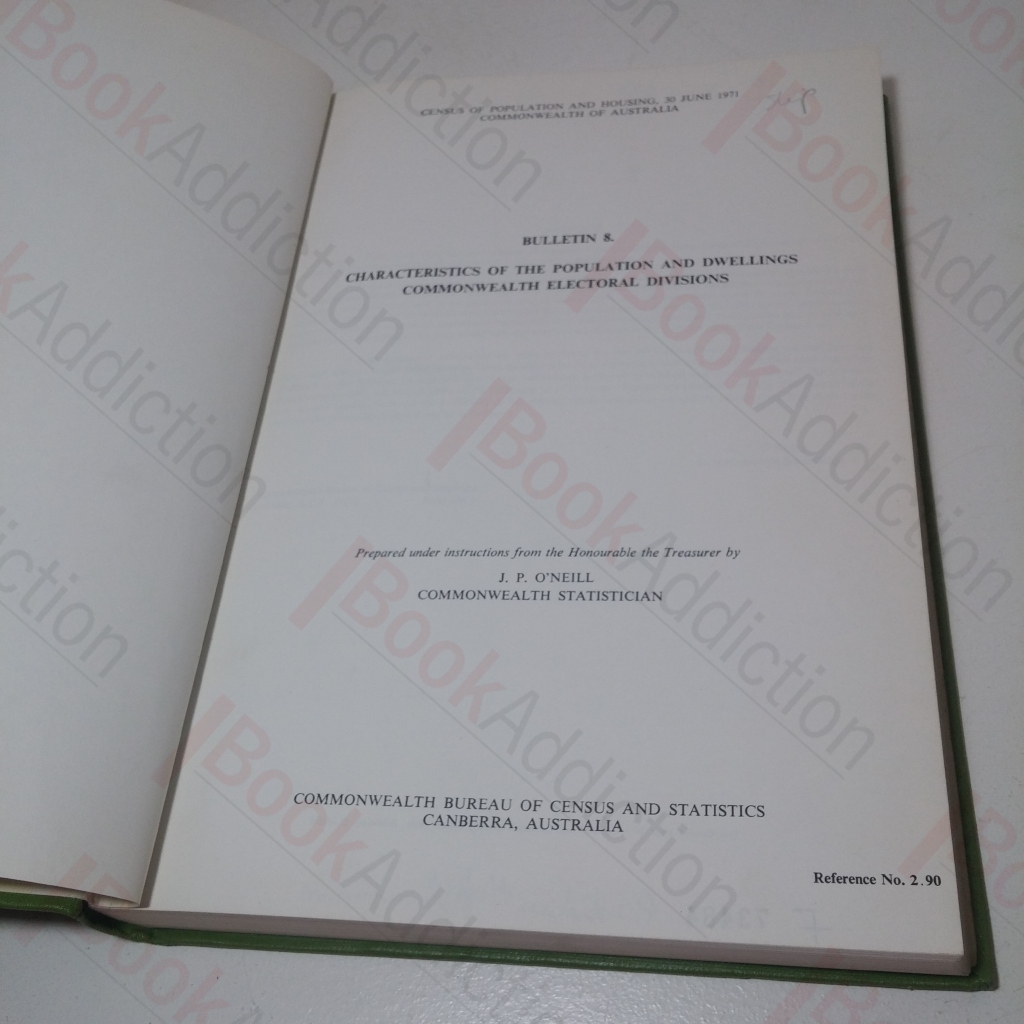 CENSUS OF POPULATION AND HOUSING, 30 JUNE 1971
COMMONWEALTH OF AUSTRALIA
BULLETIN 8.
CHARACTERISTICS OF THE POPULATION AND DWELLINGS
COMMONWEALTH ELECTORAL DIVISIONS
Prepared under instructions from the Honourable the Treasurer by
J. P. O'NEILL
COMMONWEALTH STATISTICIAN
COMMONWEALTH BUREAU OF CENSUS AND STATISTICS
CANBERRA, AUSTRALIA
Reference No. 2.90
BookAddiction